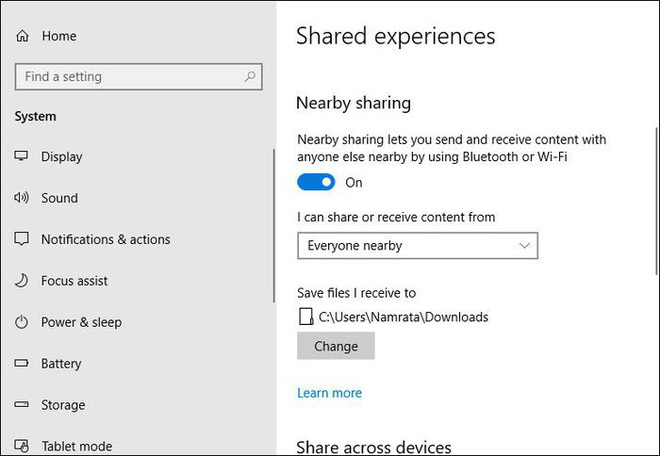 Home
Find a setting
System
Display
Sound
Notifications & actions
Focus assist
Power & sleep
Battery
Storage
Tablet mode
Shared experiences
Nearby sharing
Nearby sharing lets you send and receive content with
anyone else nearby by using Bluetooth or Wi-Fi
On
I can share or receive content from
Everyone nearby
Save files I receive to
C:\Users\Namrata\Downloads
Change
Learn more
Share across devices